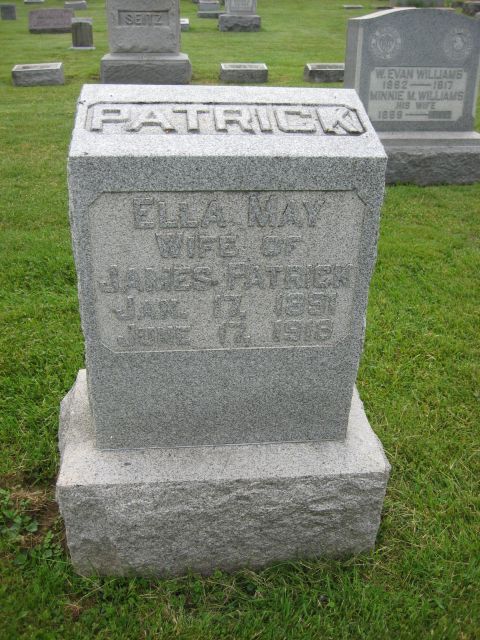 SEITZ
W. EVAN WILLIAMS
1862 - 1917
MINNIE M. WILLIAMS
HIS WIFE
PATRICK
ELLA MAY
WIFE OF
JAMES PATRICK
JAN. 17, 1891
JUNE 17, 1918